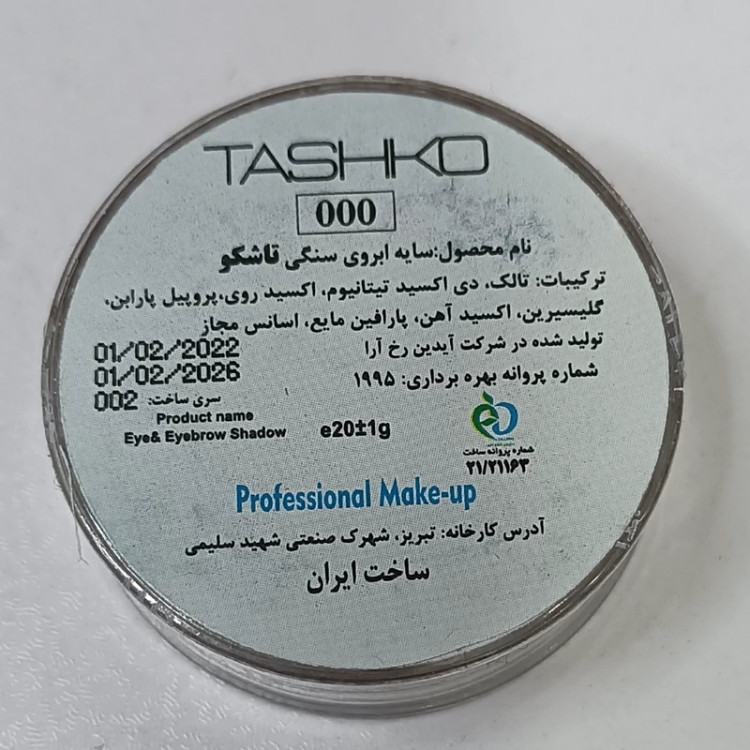 TASHKO
000
نام محصول:سایه ابروی سنگی تاشکو
ترکیبات: تالک، دی اکسید تیتانیوم، اکسید روی،پروپیل پارابن،
گلیسیرین، اکسید آهن، پارافین مایع، اسانس مجاز
تولید شده در شرکت آیدین رخ آرا
01/02/2022
شماره پروانه بهره برداری: ۱۹۹۵
01/02/2026
سری ساخت: 002
Product name
Eye& Eyebrow Shadow
e20±1g
شماره پروانه ساخت
۲۱/۲۱۱۶۳
Professional Make-up
آدرس کارخانه: تبریز، شهرک صنعتی شهید سلیمی
ساخت ایران